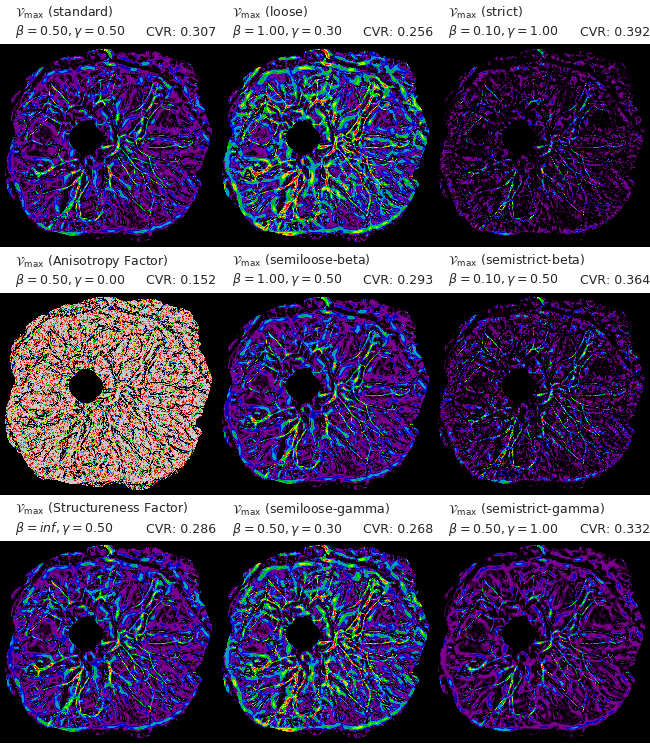 𝒱max (standard)
β = 0.50, γ = 0.50 CVR: 0.307
𝒱max (loose)
β = 1.00, γ = 0.30 CVR: 0.256
𝒱max (strict)
β = 0.10, γ = 1.00 CVR: 0.392
𝒱max (Anisotropy Factor)
β = 0.50, γ = 0.00 CVR: 0.152
𝒱max (semiloose-beta)
β = 1.00, γ = 0.50 CVR: 0.293
𝒱max (semistrict-beta)
β = 0.10, γ = 0.50 CVR: 0.364
𝒱max (Structureness Factor)
β = inf, γ = 0.50 CVR: 0.286
𝒱max (semiloose-gamma)
β = 0.50, γ = 0.30 CVR: 0.268
𝒱max (semistrict-gamma)
β = 0.50, γ = 1.00 CVR: 0.332